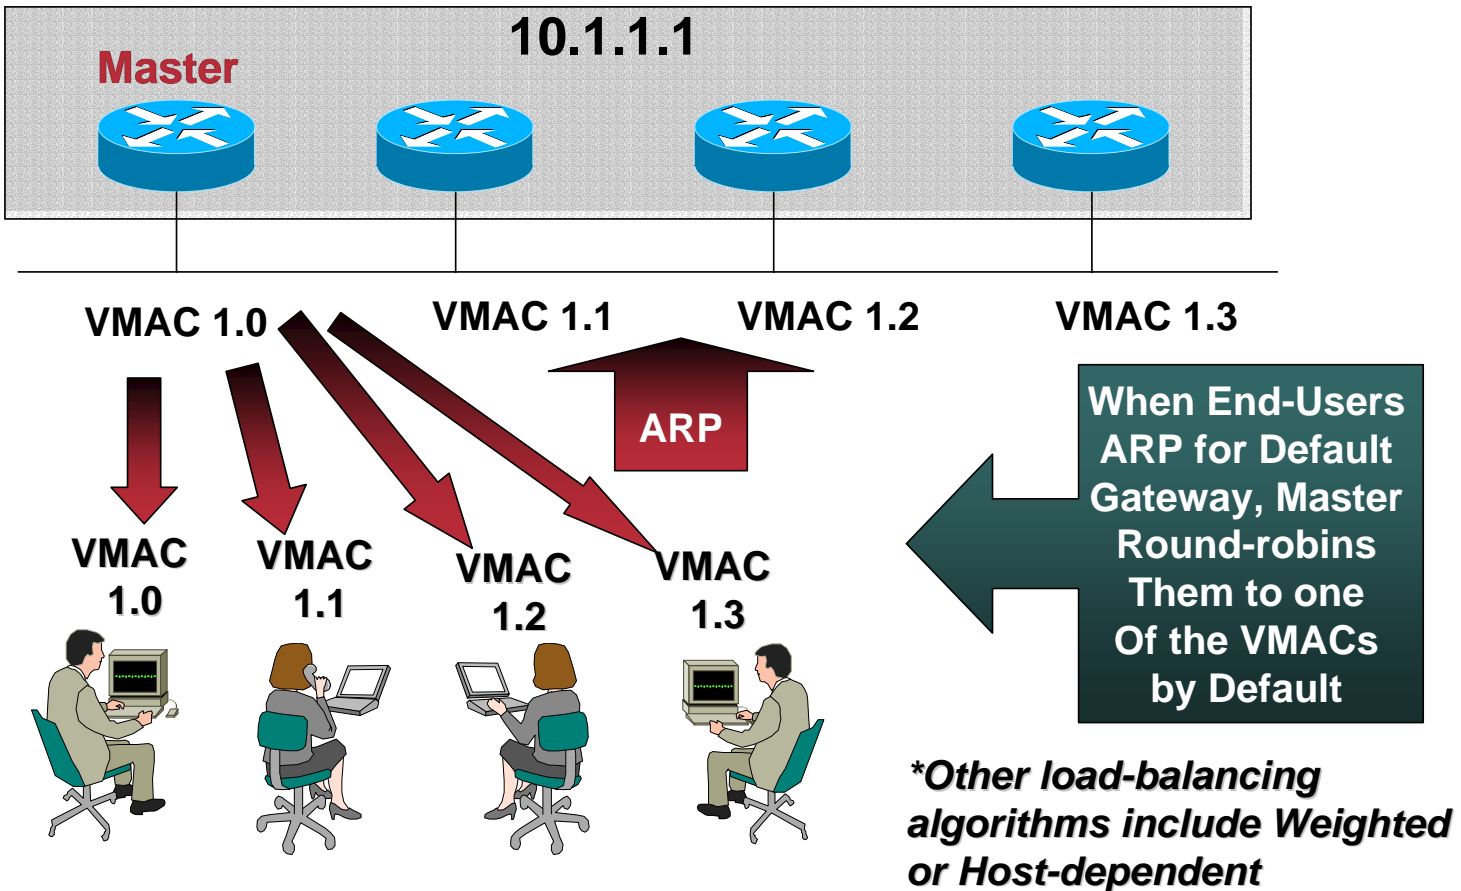 10.1.1.1
Master
VMAC 1.0
VMAC 1.1
VMAC 1.2
VMAC 1.3
ARP
VMAC
1.0
VMAC
1.1
VMAC
1.2
VMAC
1.3
When End-Users
ARP for Default
Gateway, Master
Round-robins
Them to one
Of the VMACs
by Default
*Other load-balancing
algorithms include Weighted
or Host-dependent